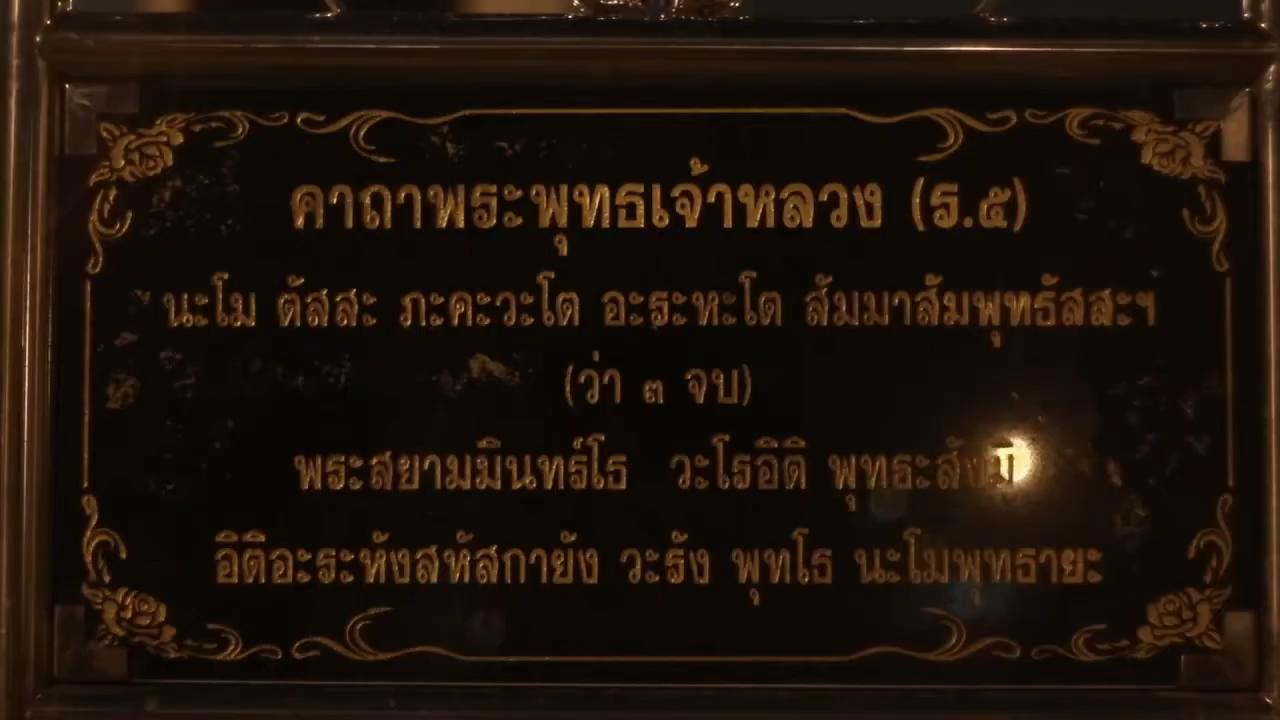 คาถาพระพุทธเจ้าหลวง (ร.๕)
นะโม ตัสสะ ภะคะวะโต อะระหะโต สัมมาสัมพุทธัสสะฯ
(ว่า ๓ จบ)
พระสยามมินทร์โธ วะโรอิติ
อิติอะระหังสหัสกายัง วะรัง พุทโธ นะโมพุทธายะ